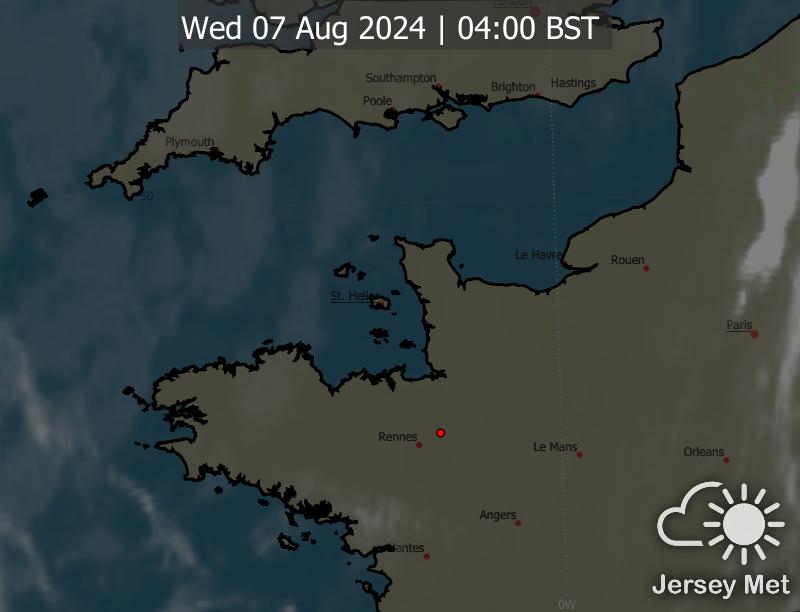 London
0W
Wed 07 Aug 2024 | 04:00 BST
Southampton
Brighton
Hastings
Poole
Plymouth
50
Le Havre
Rouen
St. Helier
Paris
Rennes
Le Mans
Orleans
Angers
Nantes
Jersey Met
0W